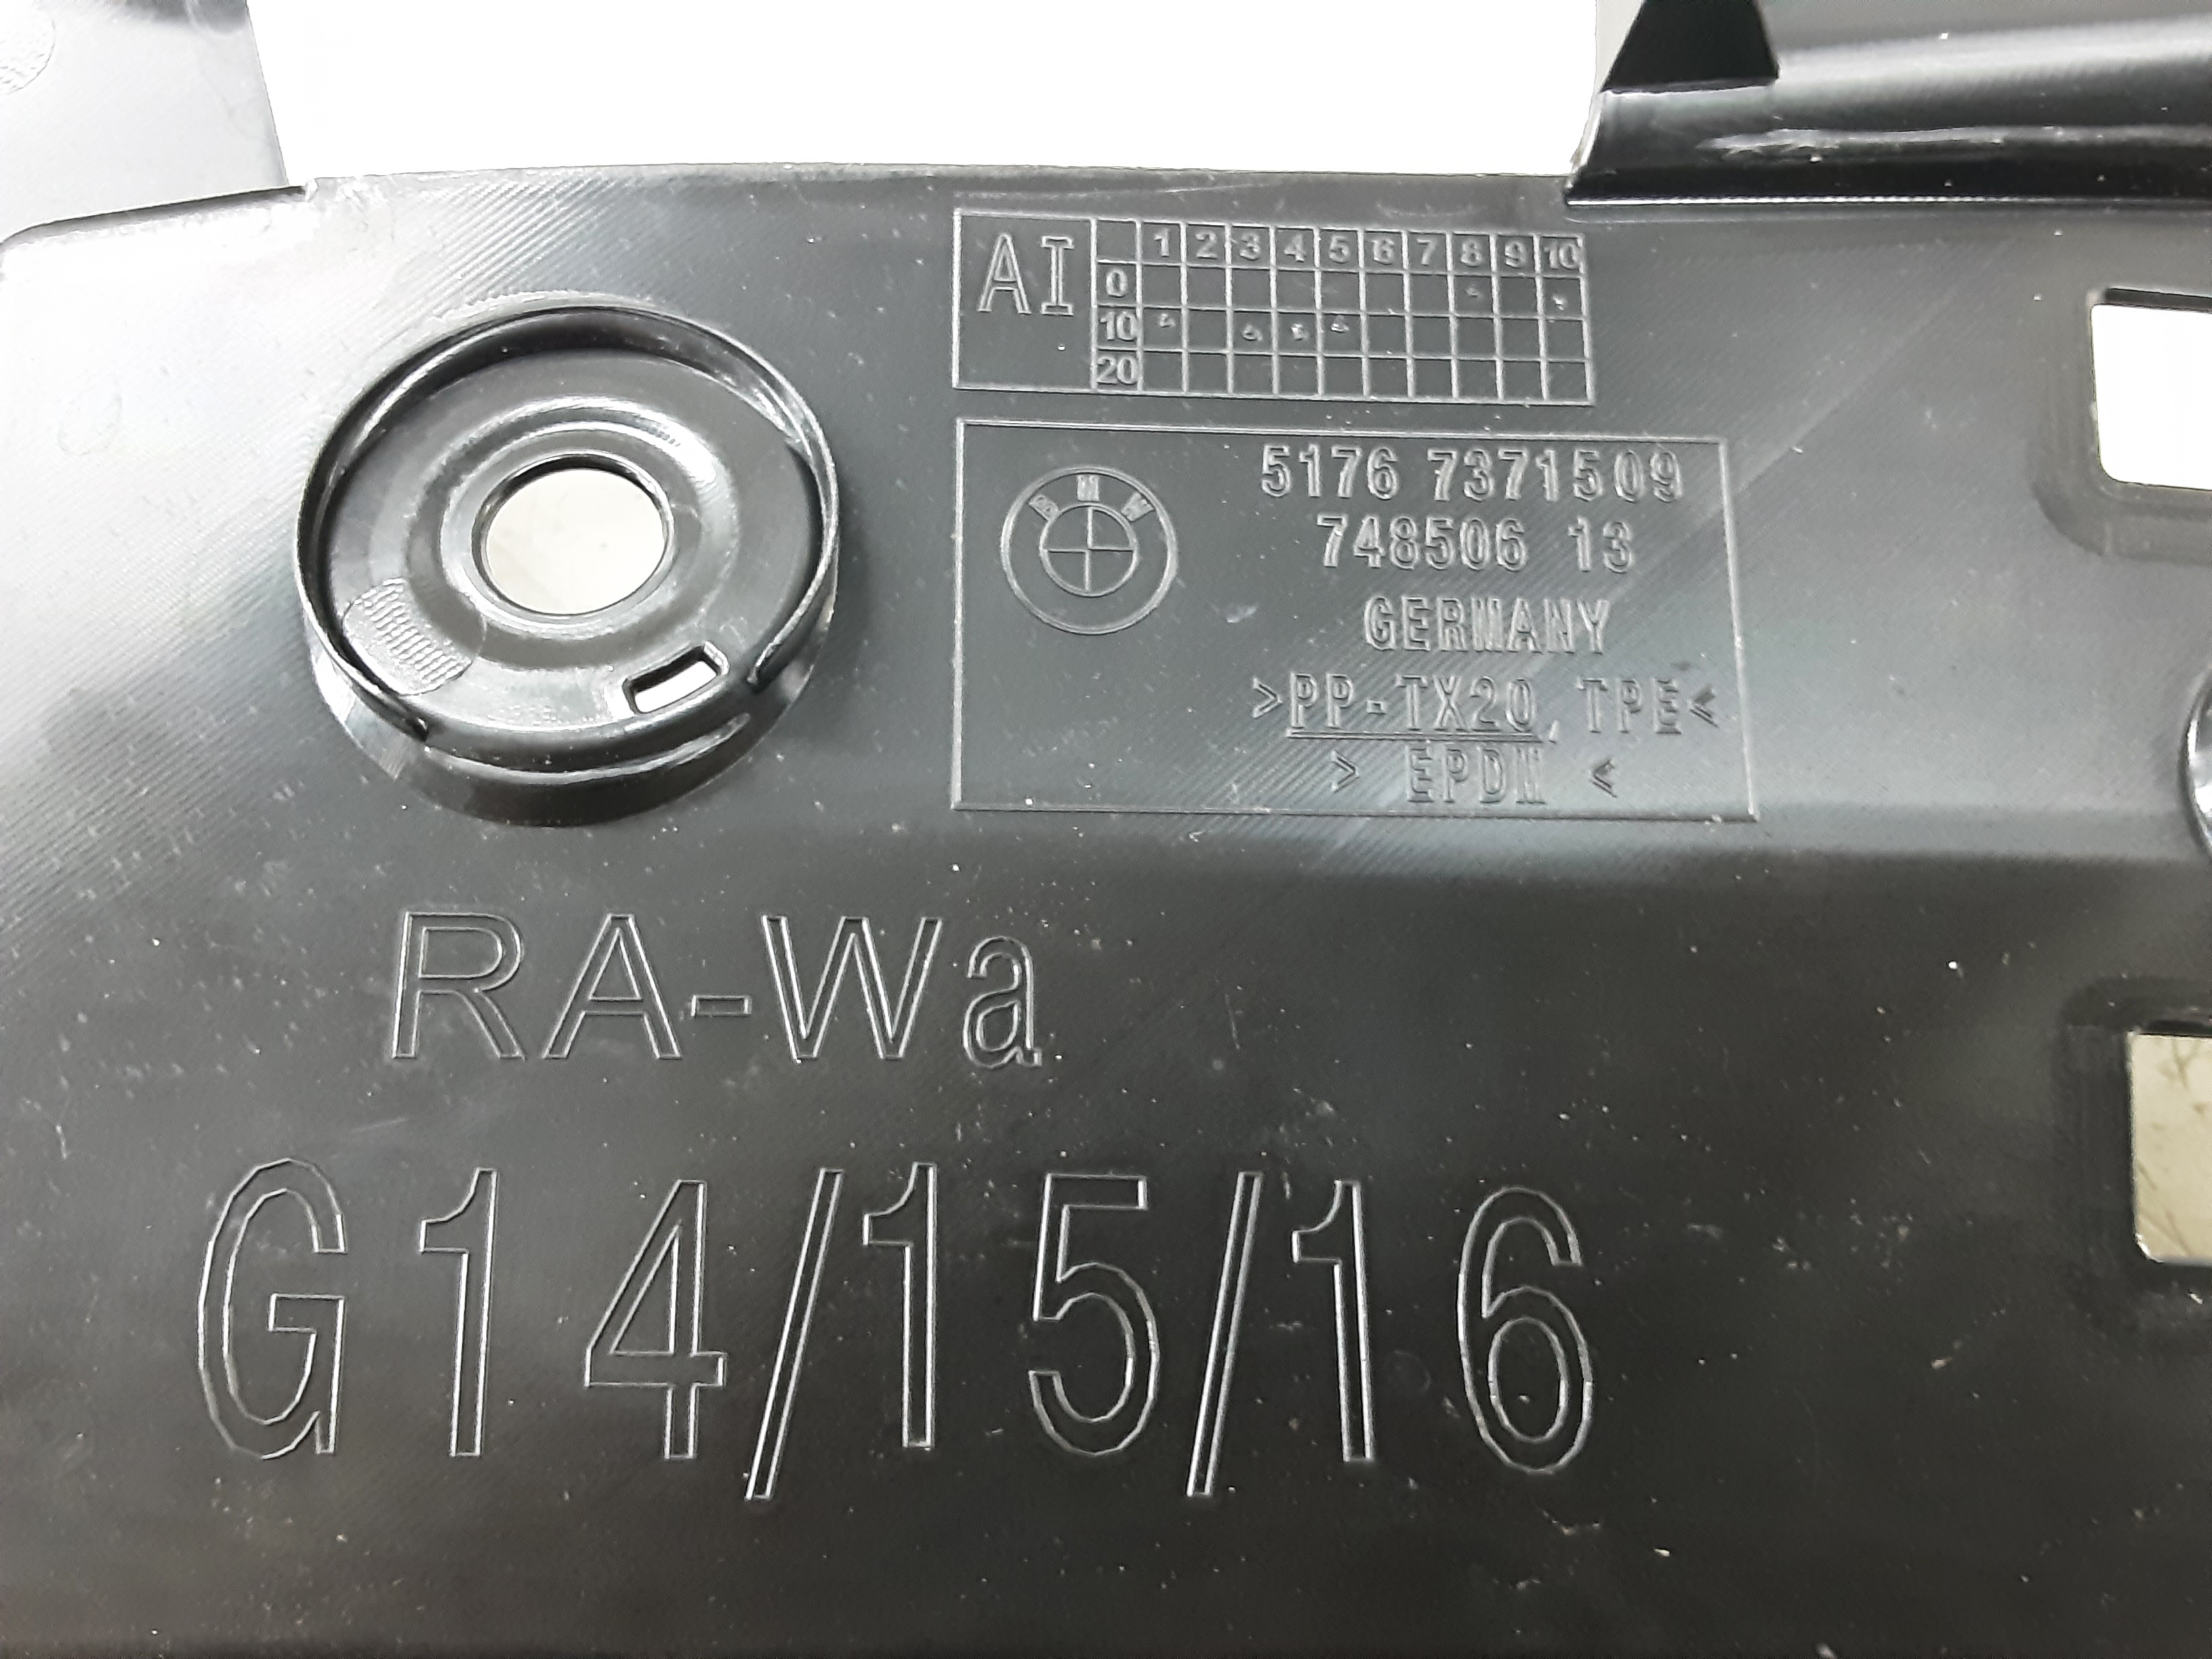 AI 1 2 3 4 5 6 7 8 9 10
0
10
20
BMW
5176 7371509
748506 13
GERMANY
>PP-TX20, TPE<
> EPDM <
RA-Wa
G14/15/16